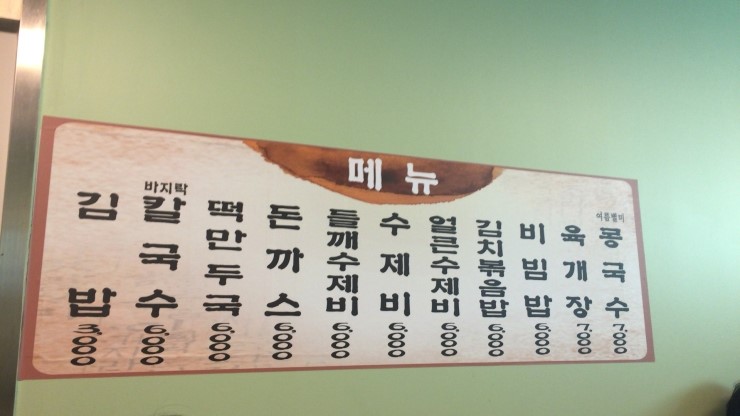 메뉴
김밥 3,000
바지락
칼국수 6,000
떡만두국 6,000
돈까스 6,000
들깨수제비 6,000
수제비 6,000
얼큰수제비 6,000
김치볶음밥 6,000
비빔밥 6,000
육개장 7,000
여름별미
콩국수 7,000